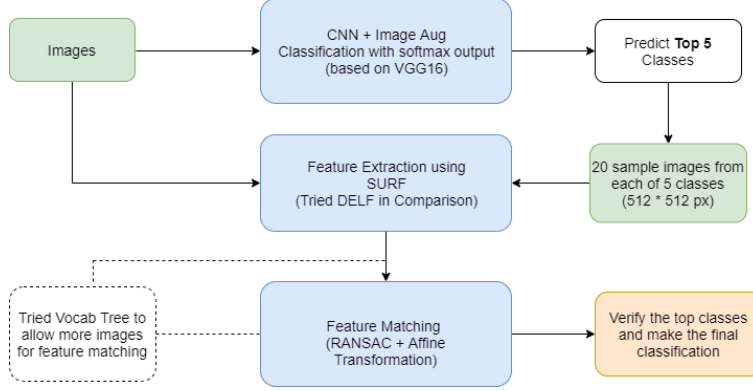 Images
CNN + Image Aug
Classification with softmax output
(based on VGG16)
Predict Top 5
Classes
Feature Extraction using
SURF
(Tried DELF in Comparison)
20 sample images from
each of 5 classes
(512 * 512 px)
Tried Vocab Tree to
allow more images
for feature matching
Feature Matching
(RANSAC + Affine
Transformation)
Verify the top classes
and make the final
classification